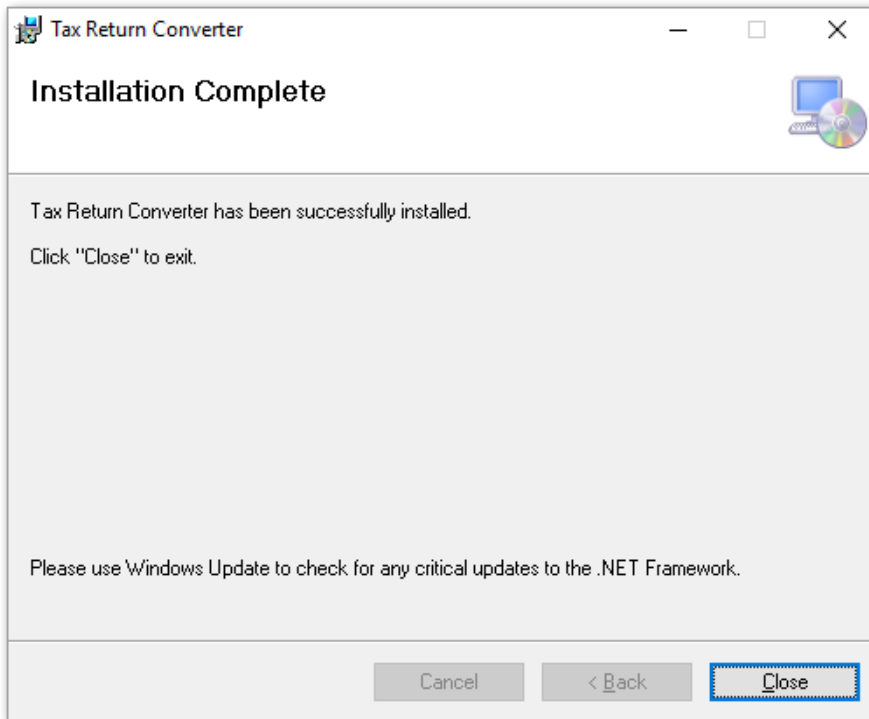 Tax Return Converter
Installation Complete
Tax Return Converter has been successfully installed.
Click "Close" to exit.
Please use Windows Update to check for any critical updates to the .NET Framework.
Cancel
< Back
Close